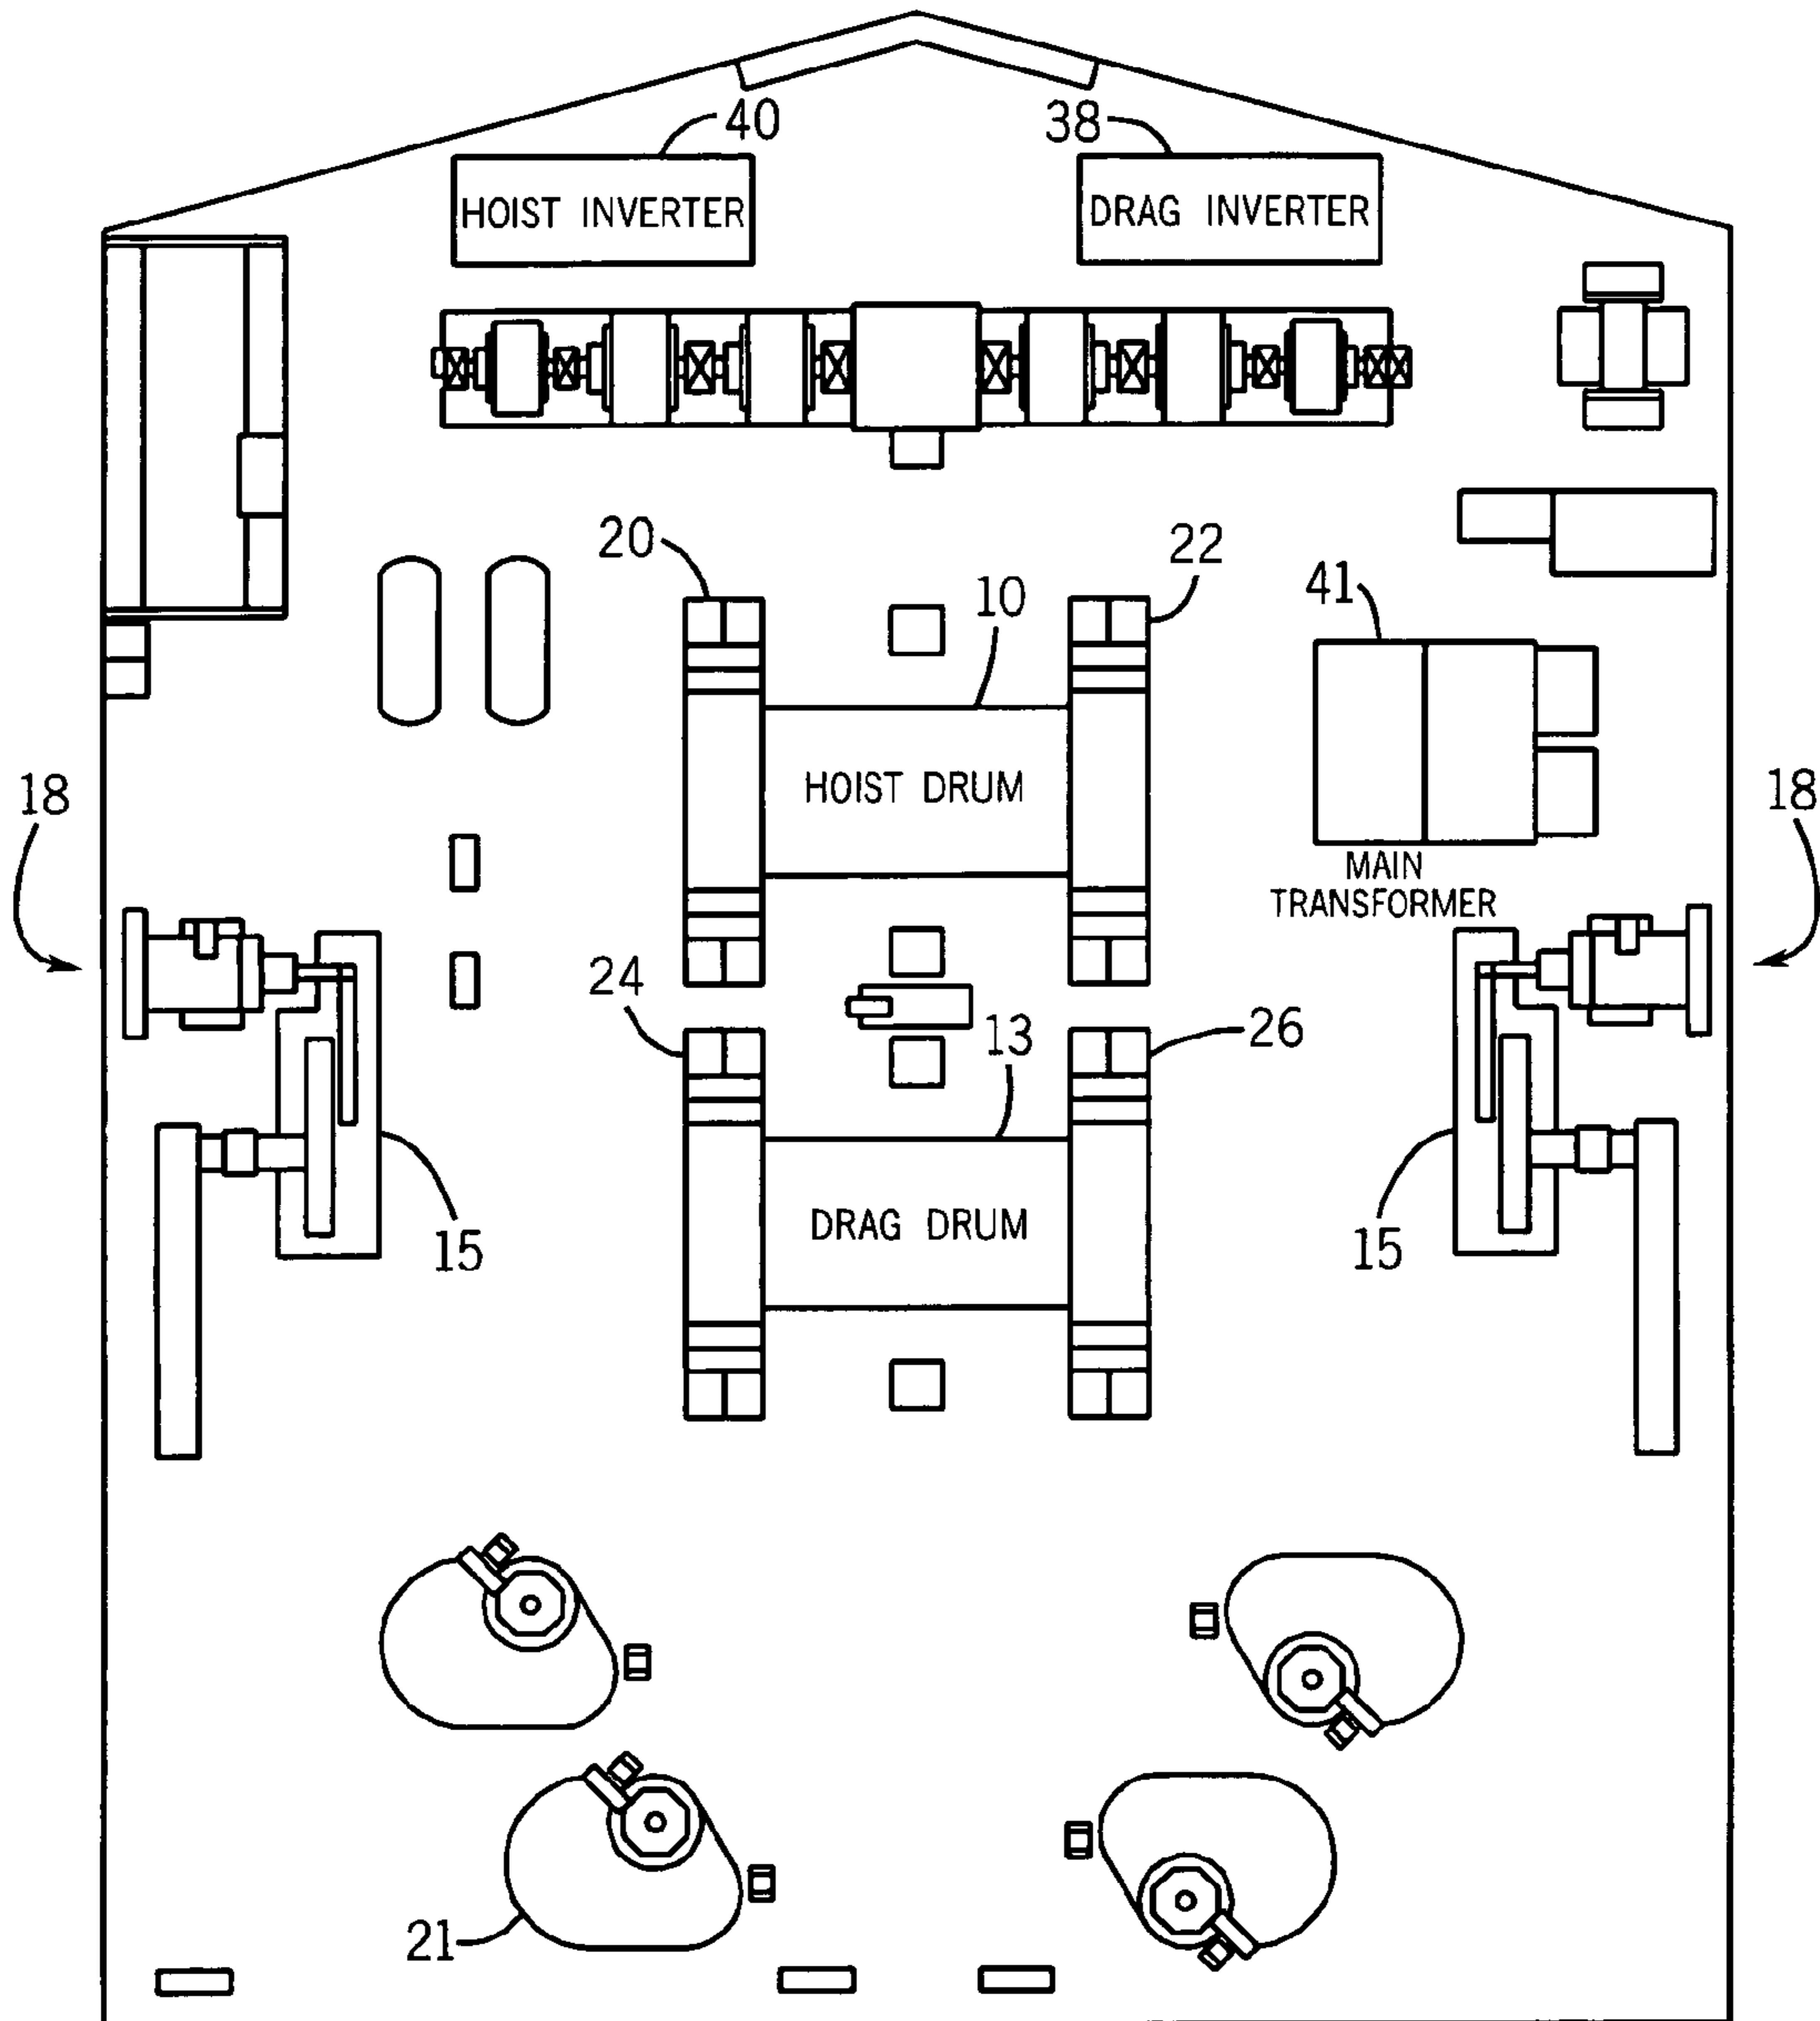 40
38
HOIST INVERTER
DRAG INVERTER
20
22
10
41
HOIST DRUM
18
18
MAIN
TRANSFORMER
24
13
26
DRAG DRUM
15
15
21